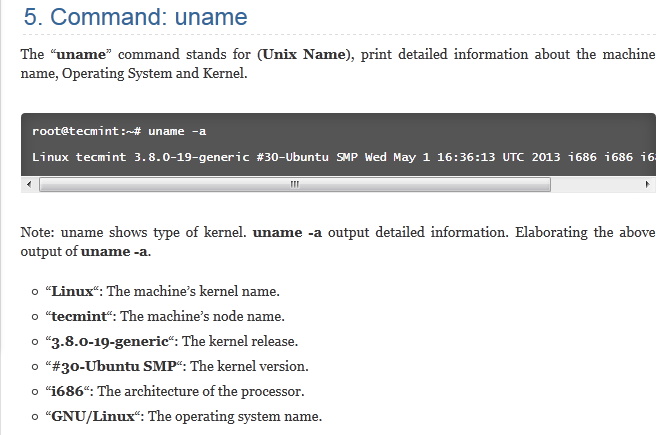 5. Command: uname
The “uname” command stands for (Unix Name), print detailed information about the machine
name, Operating System and Kernel.
root@tecmint:~# uname -a
Linux tecmint 3.8.0-19-generic #30-Ubuntu SMP Wed May 1 16:36:13 UTC 2013 i686 i686 i6
Note: uname shows type of kernel. uname -a output detailed information. Elaborating the above
output of uname -a.
“Linux“: The machine’s kernel name.
“tecmint“: The machine’s node name.
“3.8.0-19-generic“: The kernel release.
“#30-Ubuntu SMP“: The kernel version.
“i686“: The architecture of the processor.
“GNU/Linux“: The operating system name.